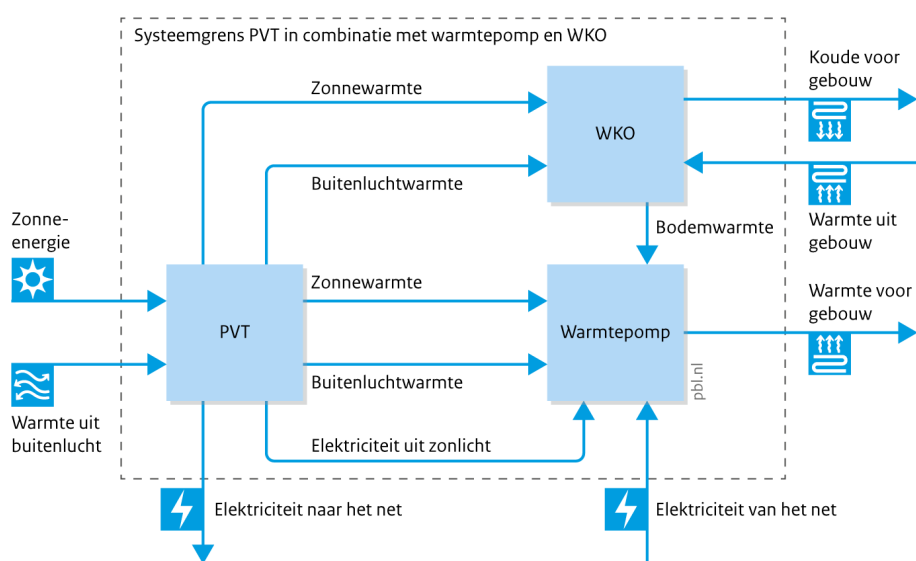 Systeemgrens PVT in combinatie met warmtepomp en WKO
Koude voor
gebouw
Zonnewarmte
WKO
Buitenluchtwarmte
Warmte uit
gebouw
Bodemwarmte
Zonne-
energie
Zonnewarmte
Warmte voor
gebouw
PVT
Warmtepomp
Buitenluchtwarmte
pbl.nl
Warmte uit
buitenlucht
Elektriciteit uit zonlicht
Elektriciteit naar het net
Elektriciteit van het net